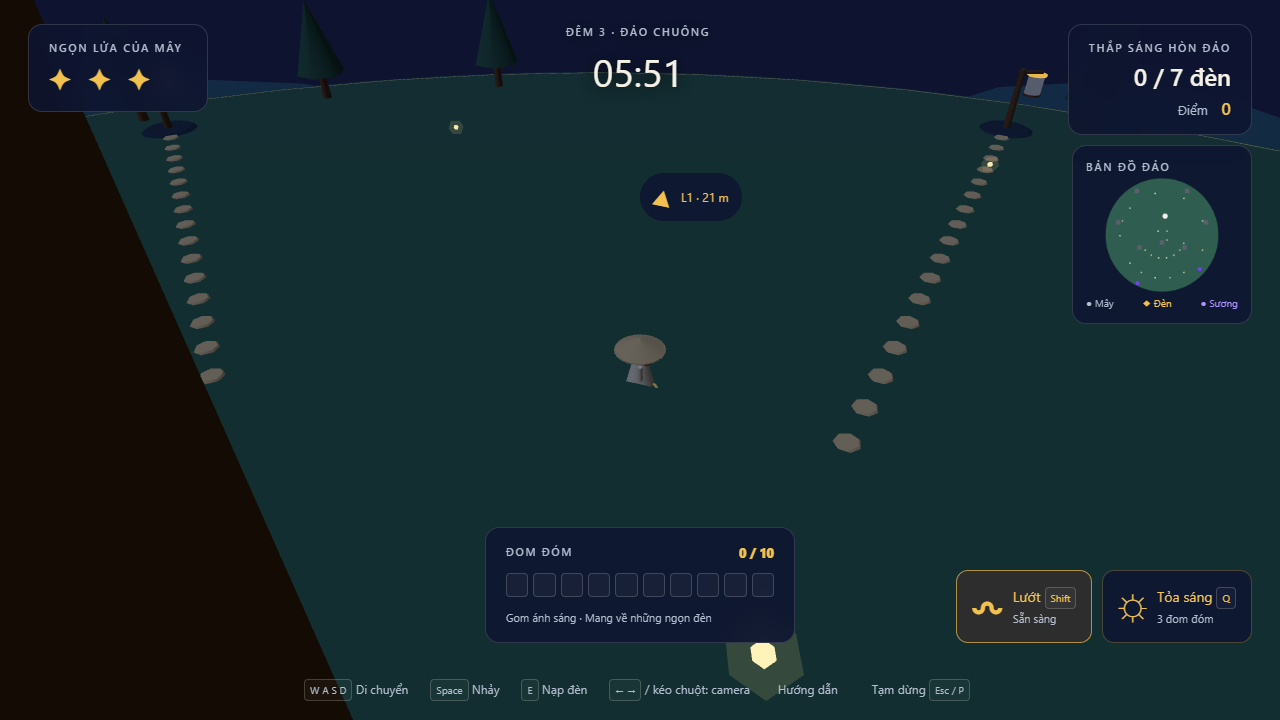 NGỌN LỬA CỦA MÂY
ĐÊM 3 · ĐẢO CHUÔNG
05:51
THẮP SÁNG HÒN ĐẢO
0 / 7 đèn
Điểm 0
BẢN ĐỒ ĐẢO
Mây Đèn Sương
L1 · 21 m
ĐOM ĐÓM 0 / 10
Gom ánh sáng · Mang về những ngọn đèn
Lướt Shift
Sẵn sàng
Tỏa sáng Q
3 đom đóm
W A S D Di chuyển Space Nhảy E Nạp đèn ←→ / kéo chuột: camera Hướng dẫn Tạm dừng Esc / P